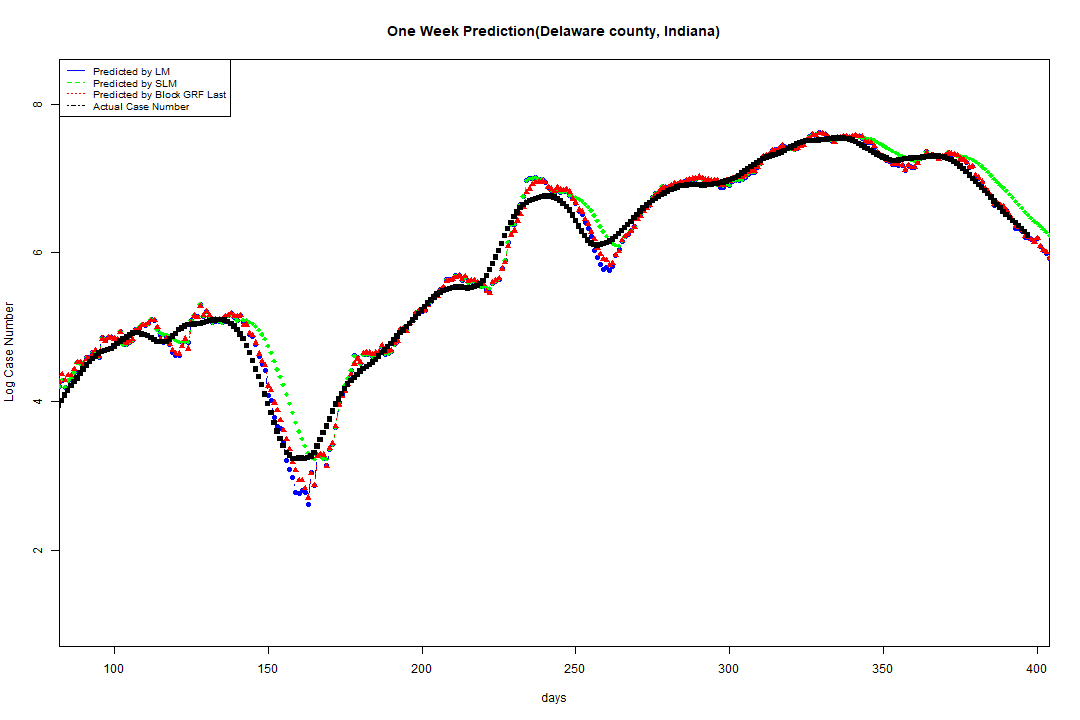 One Week Prediction(Delaware county, Indiana)
Predicted by LM
Predicted by SLM
Predicted by Block GRF Last
Actual Case Number
8
6
4
2
Log Case Number
100 150 200 250 300 350 400
days